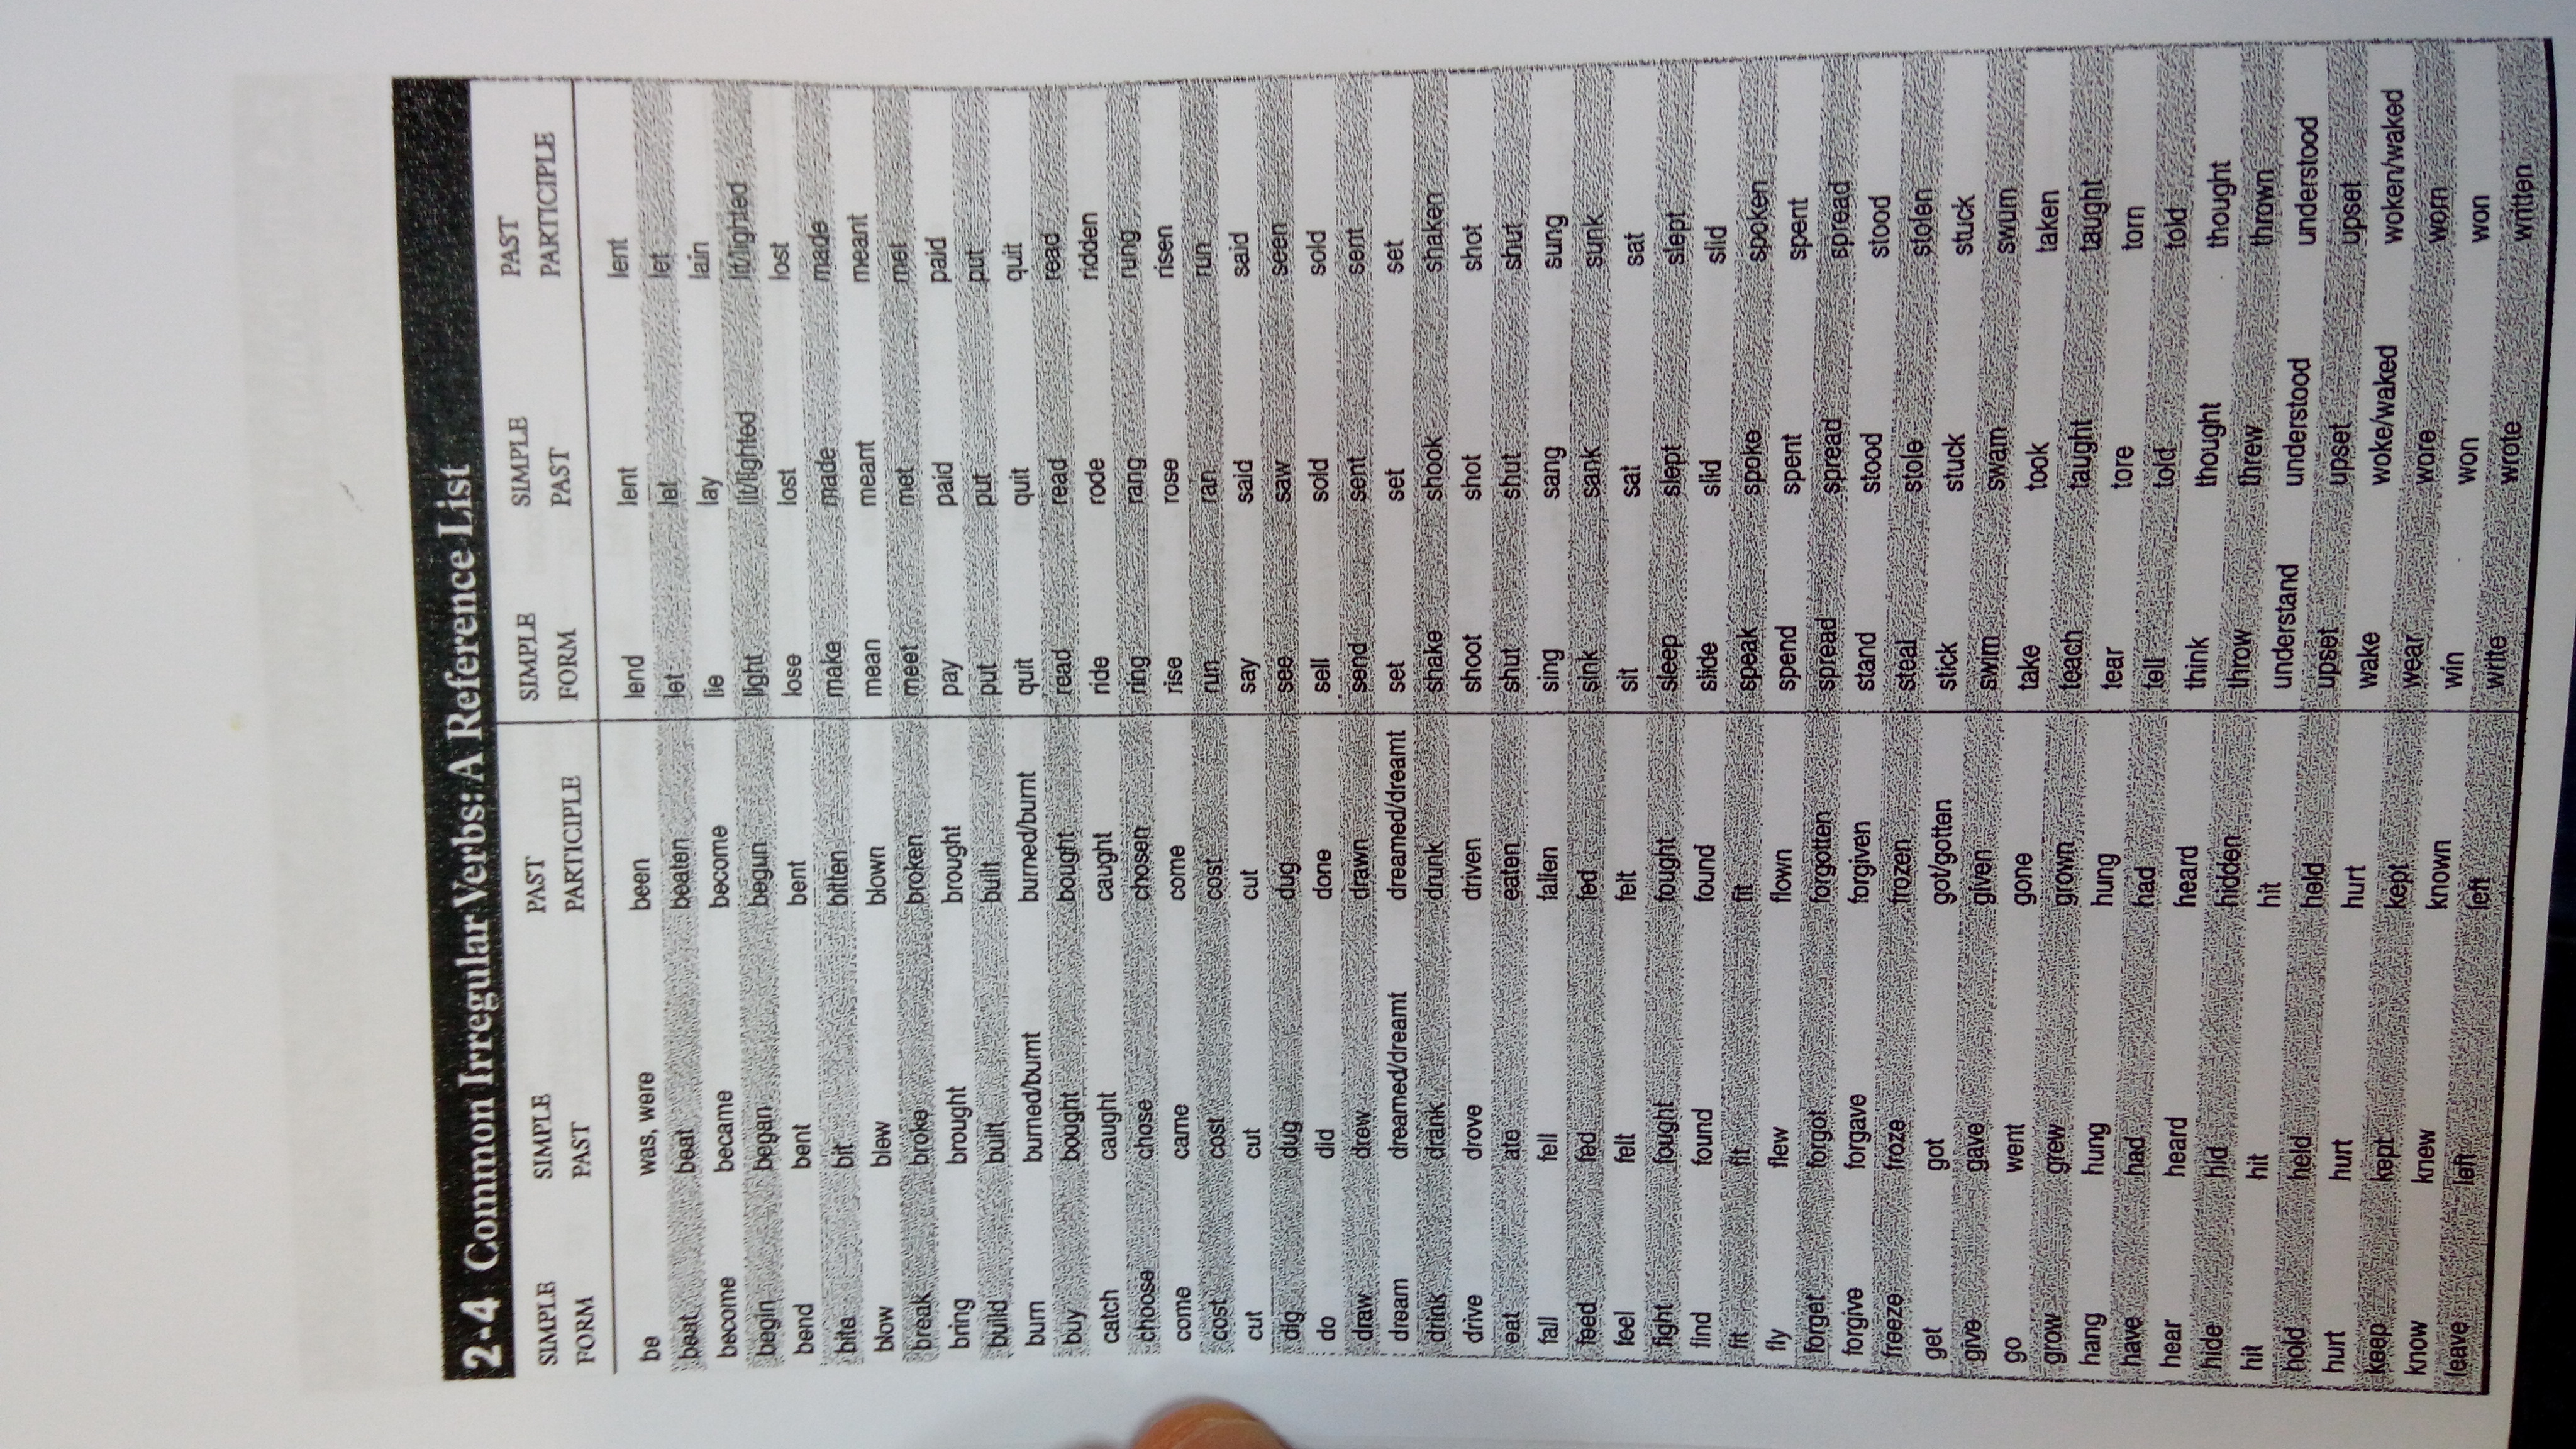 2-4 Common Irregular Verbs: A Reference List
SIMPLE FORM SIMPLE PAST PAST PARTICIPLE
be was, were been
beat beat beaten
become became become
begin began begun
bend bent bent
bite bit bitten
blow blew blown
break broke broken
bring brought brought
build built built
burn burned/burnt burned/burnt
buy bought bought
catch caught caught
choose chose chosen
come came come
cost cost cost
cut cut cut
dig dug dug
do did done
draw drew drawn
dream dreamed/dreamt dreamed/dreamt
drink drank drunk
drive drove driven
eat ate eaten
fall fell fallen
feed fed fed
feel felt felt
fight fought fought
find found found
fit fit fit
fly flew flown
forget forgot forgotten
forgive forgave forgiven
freeze froze frozen
get got got/gotten
give gave given
go went gone
grow grew grown
hang hung hung
have had had
hear heard heard
hide hid hidden
hit hit hit
hold held held
hurt hurt hurt
keep kept kept
know knew known
leave left left
SIMPLE FORM SIMPLE PAST PAST PARTICIPLE
lend lent lent
let let let
lie lay lain
light lit/lighted lit/lighted
lose lost lost
make made made
mean meant meant
meet met met
pay paid paid
put put put
quit quit quit
read read read
ride rode ridden
ring rang rung
rise rose risen
run ran run
say said said
see saw seen
sell sold sold
send sent sent
set set set
shake shook shaken
shoot shot shot
shut shut shut
sing sang sung
sink sank sunk
sit sat sat
sleep slept slept
slide slid slid
speak spoke spoken
spend spent spent
spread spread spread
stand stood stood
steal stole stolen
stick stuck stuck
swim swam swum
take took taken
teach taught taught
tear tore torn
tell told told
think thought thought
throw threw thrown
understand understood understood
upset upset upset
wake woke/waked woken/waked
wear wore worn
win won won
write wrote written